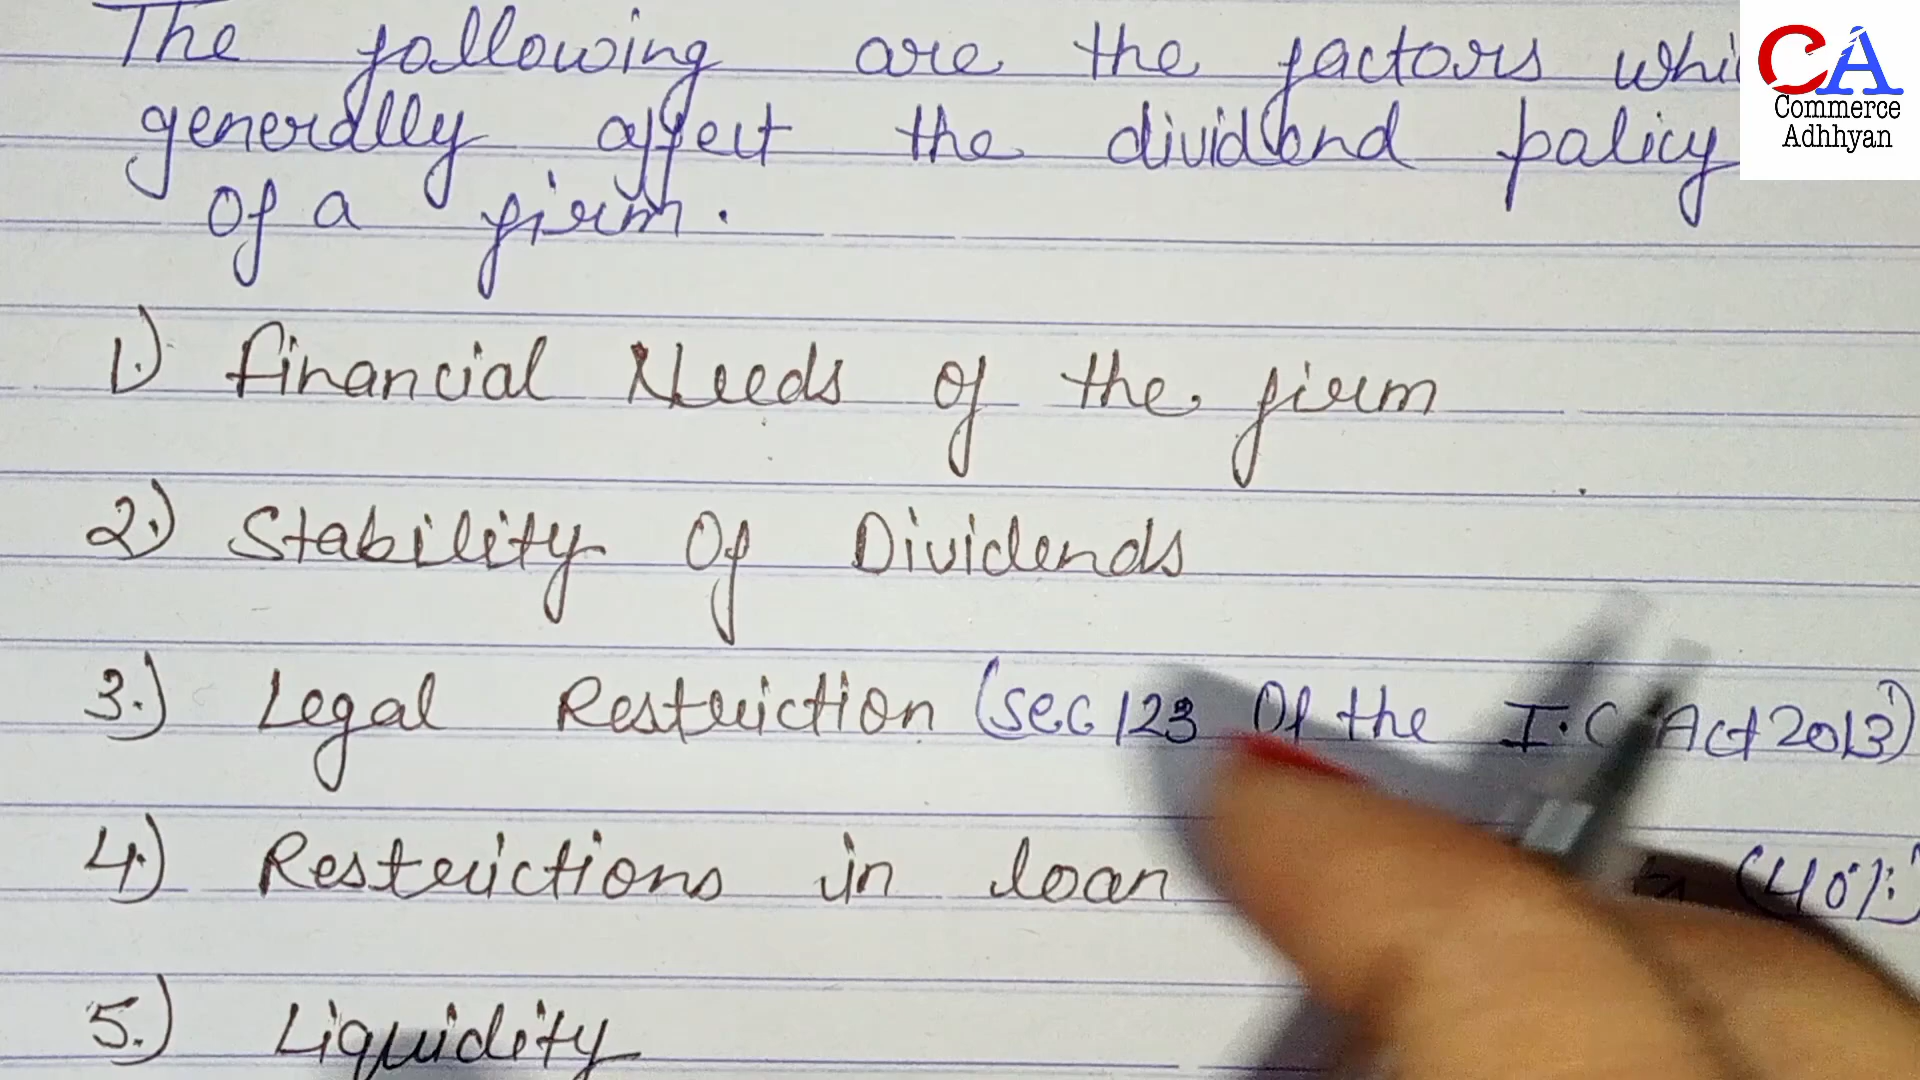 The following are the factors whi
generally affect the dividend policy
of a firm.
1.) Financial Needs of the firm
2.) Stability Of Dividends
3.) Legal Restriction (Sec 123 Of the I.C Act 2013)
4.) Restrictions in loan (40%)
5.) Liquidity
CA
Commerce
Adhhyan